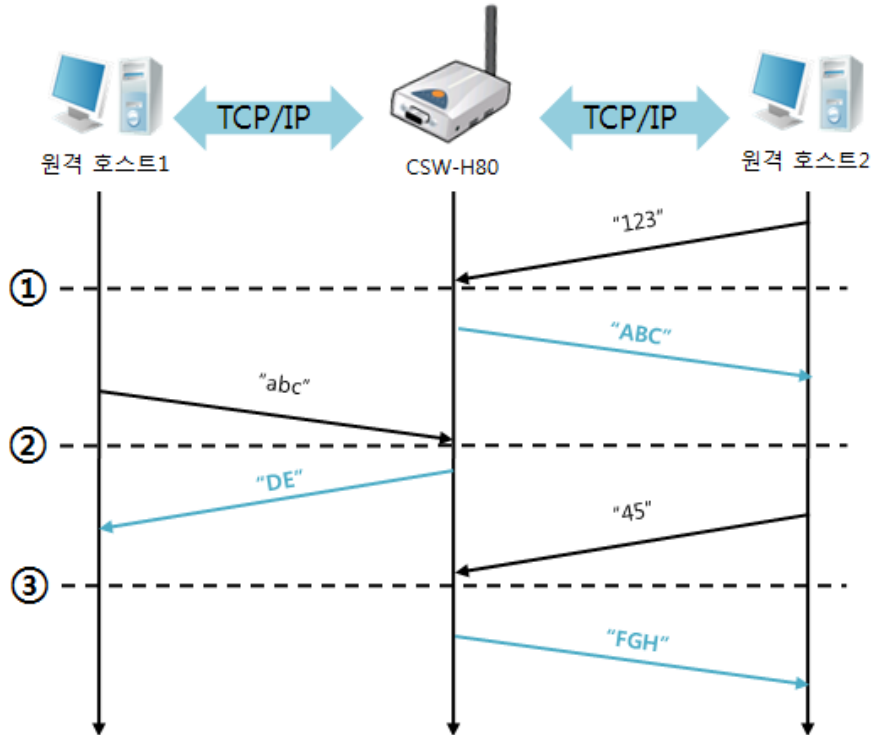 TCP/IP
TCP/IP
원격 호스트1
CSW-H80
원격 호스트2
"123"
①
"ABC"
"abc"
②
"DE"
"45"
③
"FGH"